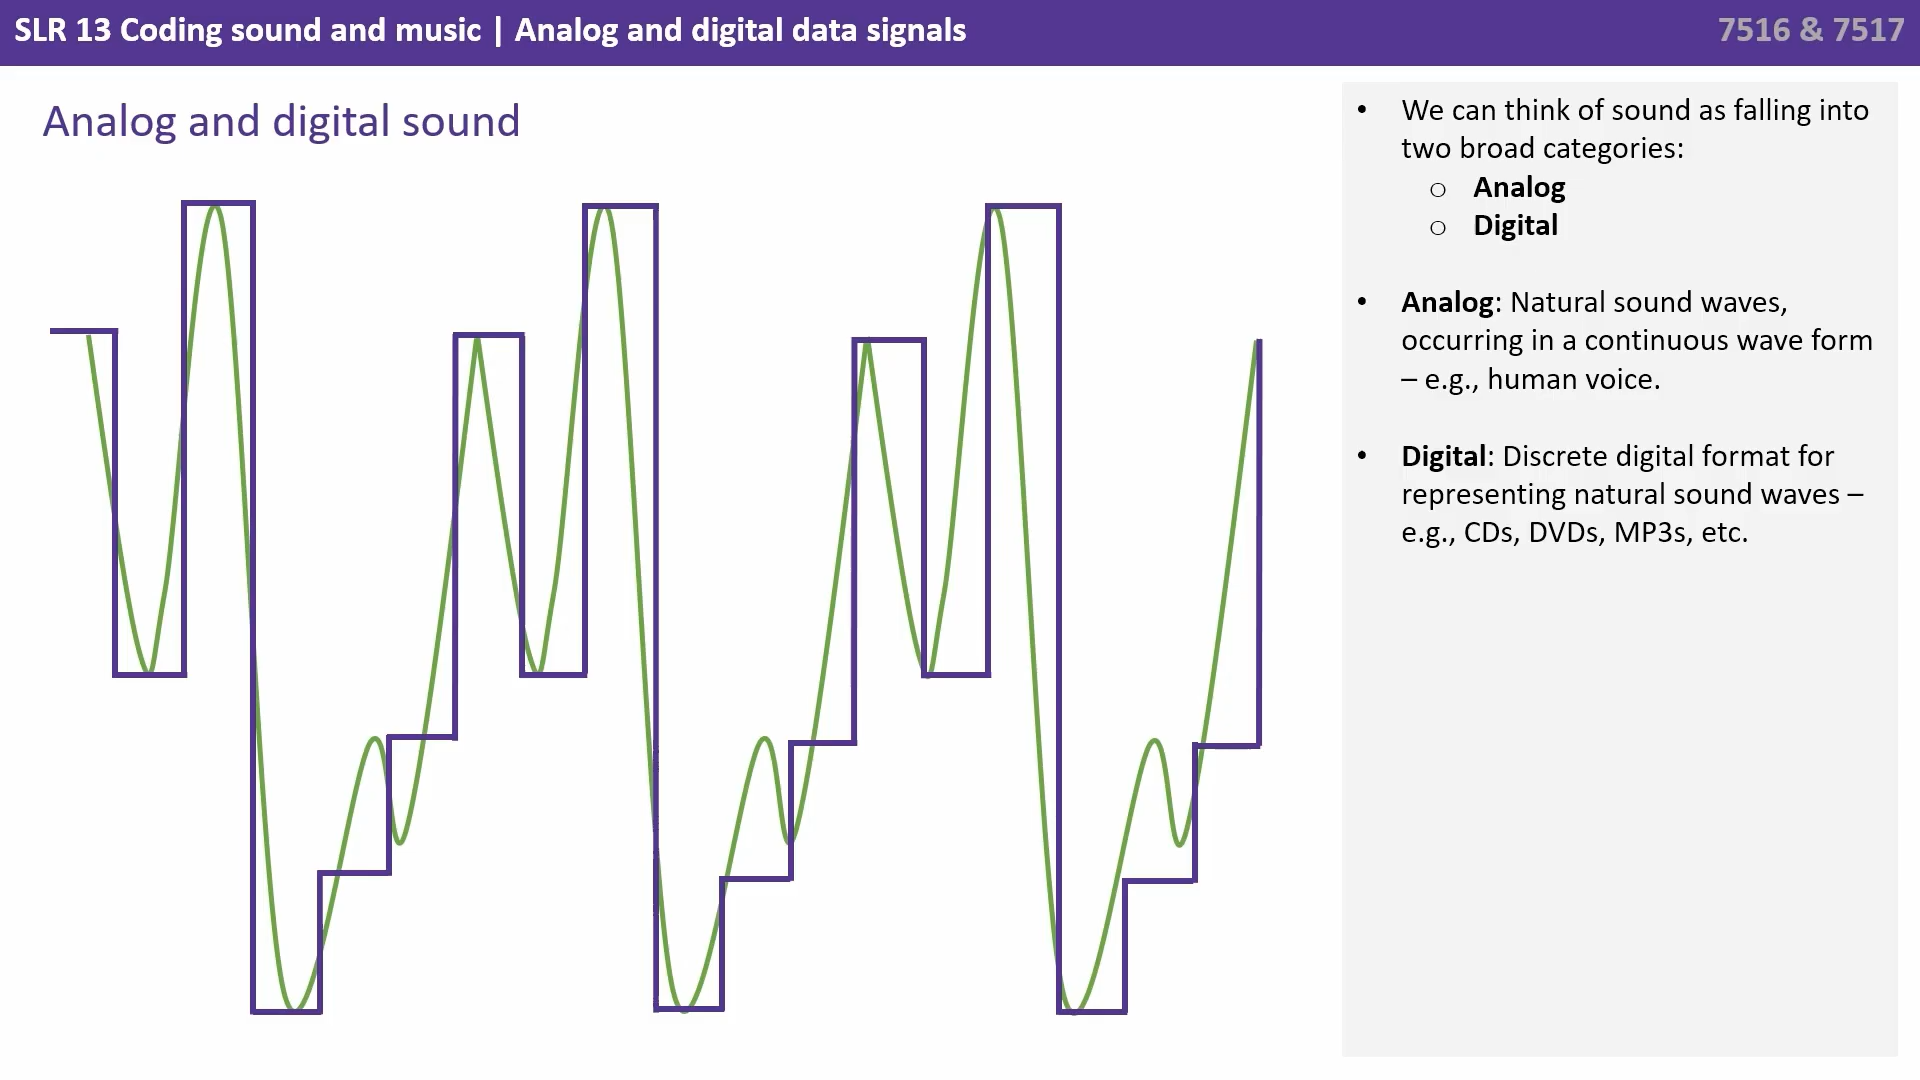 SLR 13 Coding sound and music | Analog and digital data signals
7516 & 7517
Analog and digital sound
• We can think of sound as falling into
two broad categories:
○ Analog
○ Digital
• Analog: Natural sound waves,
occurring in a continuous wave form
– e.g., human voice.
• Digital: Discrete digital format for
representing natural sound waves –
e.g., CDs, DVDs, MP3s, etc.